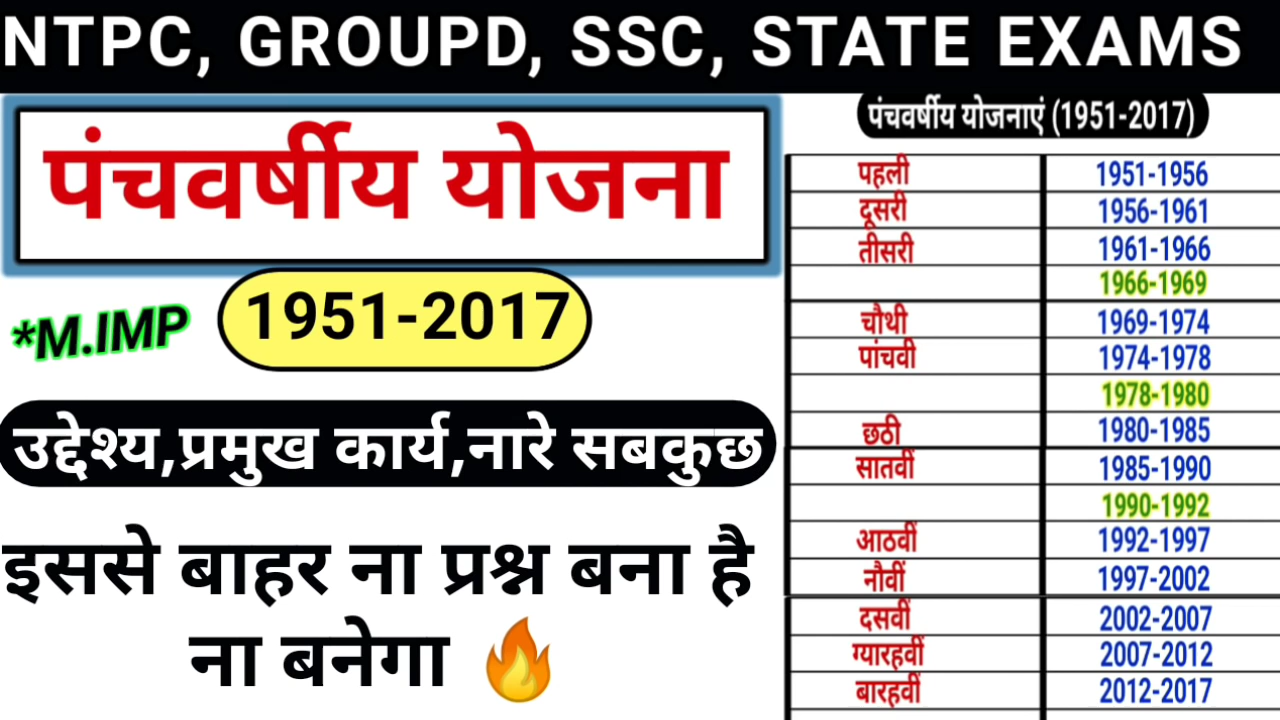 NTPC, GROUPD, SSC, STATE EXAMS
पंचवर्षीय योजना
*M.IMP
1951-2017
उद्देश्य,प्रमुख कार्य,नारे सबकुछ
इससे बाहर ना प्रश्न बना है
ना बनेगा 🔥
पंचवर्षीय योजनाएं (1951-2017)
पहली 1951-1956
दूसरी 1956-1961
तीसरी 1961-1966
1966-1969
चौथी 1969-1974
पांचवी 1974-1978
1978-1980
छठी 1980-1985
सातवीं 1985-1990
1990-1992
आठवीं 1992-1997
नौवीं 1997-2002
दसवीं 2002-2007
ग्यारहवीं 2007-2012
बारहवीं 2012-2017